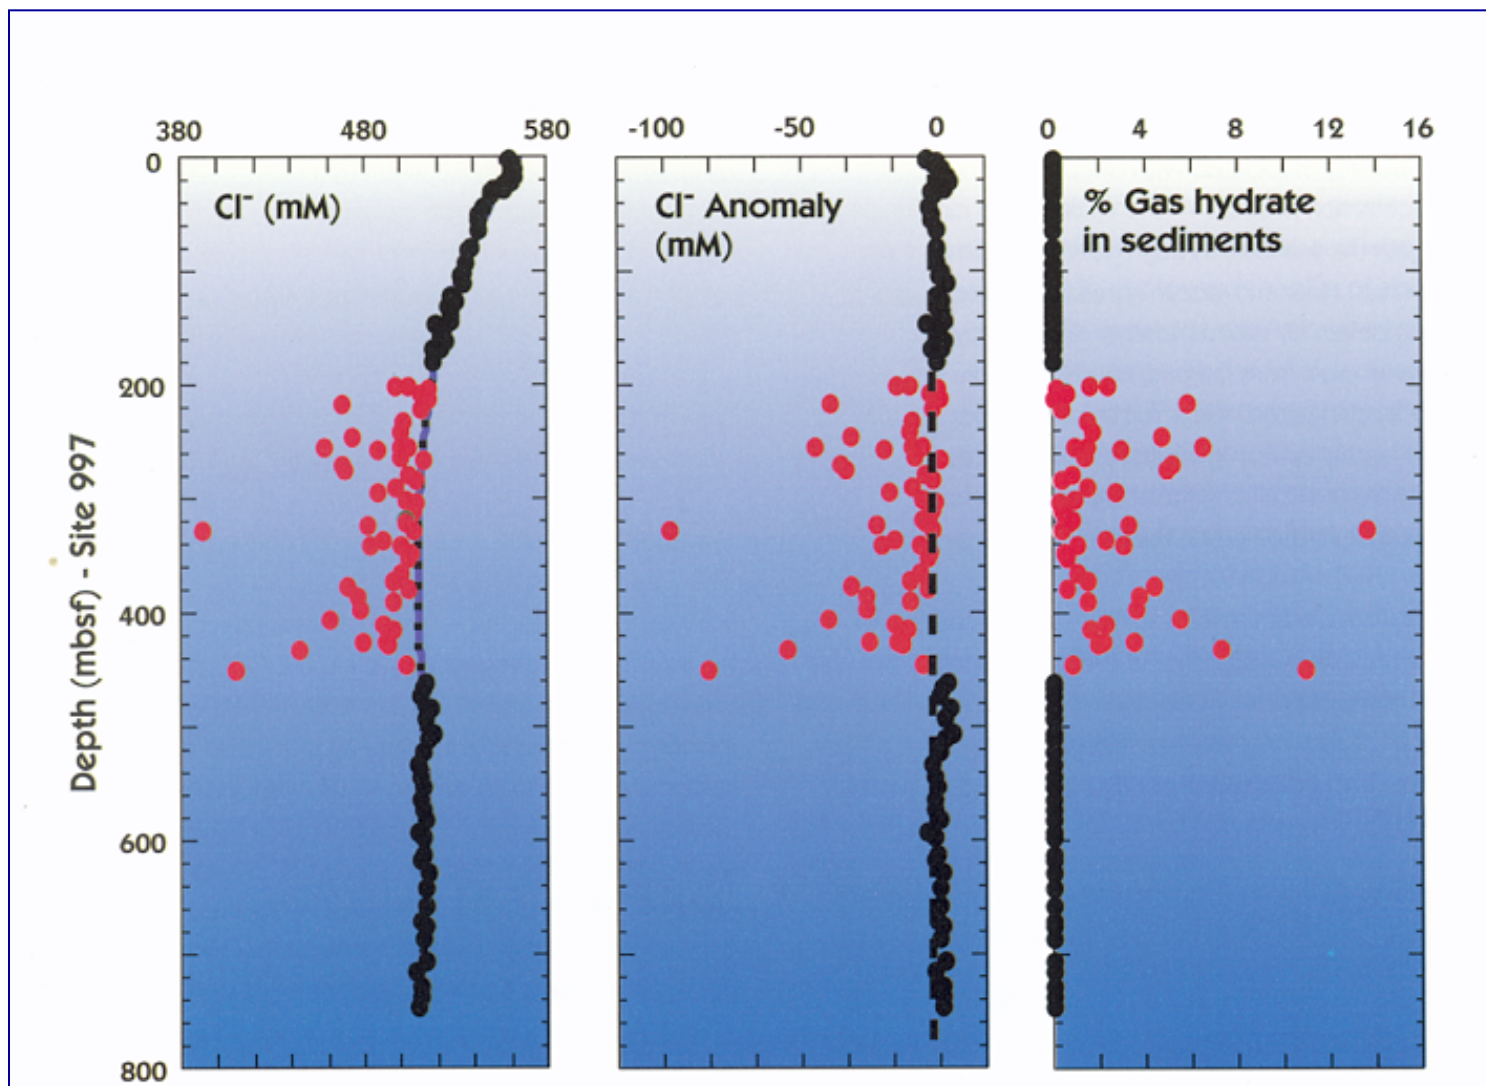 380 480 580
-100 -50 0
0 4 8 12 16
0
Cl⁻ (mM)
Cl⁻ Anomaly
(mM)
% Gas hydrate
in sediments
200
400
600
800
Depth (mbsf) - Site 997